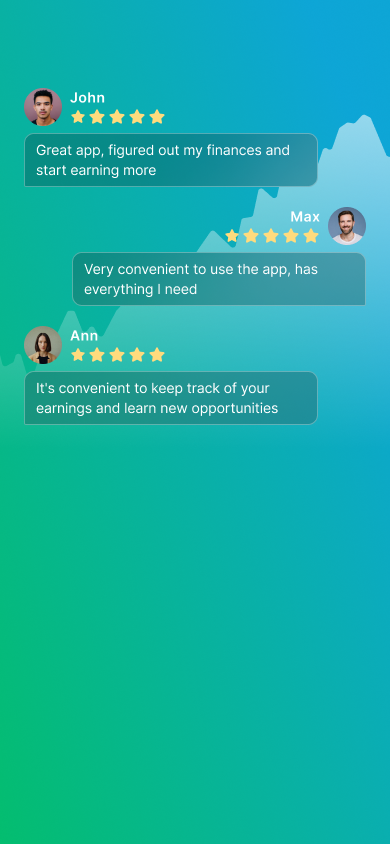 John
Great app, figured out my finances and
start earning more
Max
Very convenient to use the app, has
everything I need
Ann
It's convenient to keep track of your
earnings and learn new opportunities